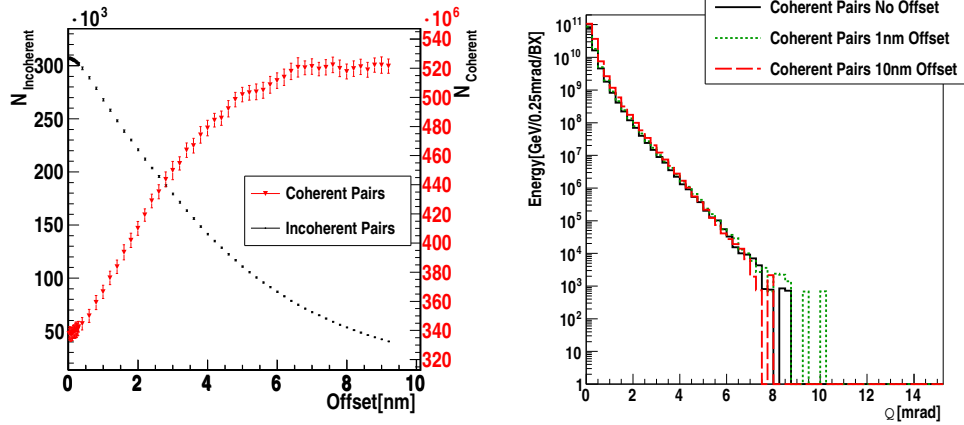 ×10³
×10⁶
N_Incoherent
300
250
200
150
100
50
540
520
500
480
460
440
420
400
380
360
340
320
N_Coherent
Coherent Pairs
Incoherent Pairs
0 2 4 6 8 10
Offset[nm]
Coherent Pairs No Offset
Coherent Pairs 1nm Offset
Coherent Pairs 10nm Offset
Energy[GeV/0.25mrad/BX]
10¹¹
10¹⁰
10⁹
10⁸
10⁷
10⁶
10⁵
10⁴
10³
10²
10
1
0 2 4 6 8 10 12 14
Q [mrad]